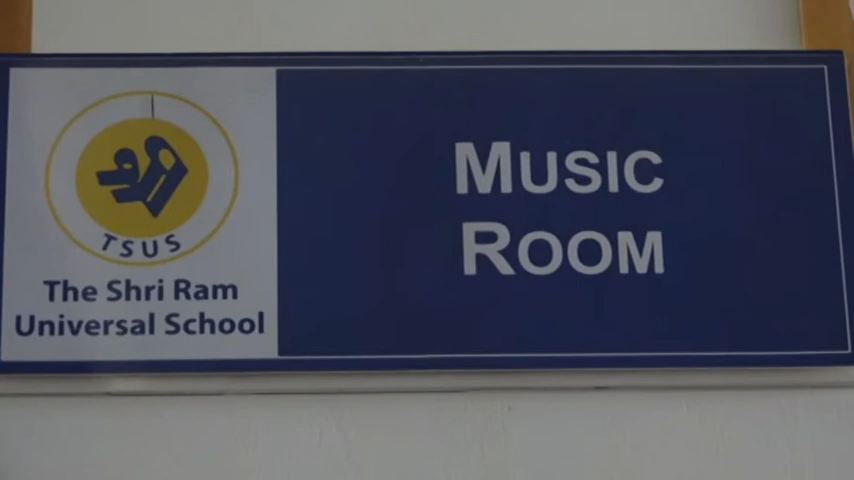 TSUS
The Shri Ram
Universal School
MUSIC
ROOM